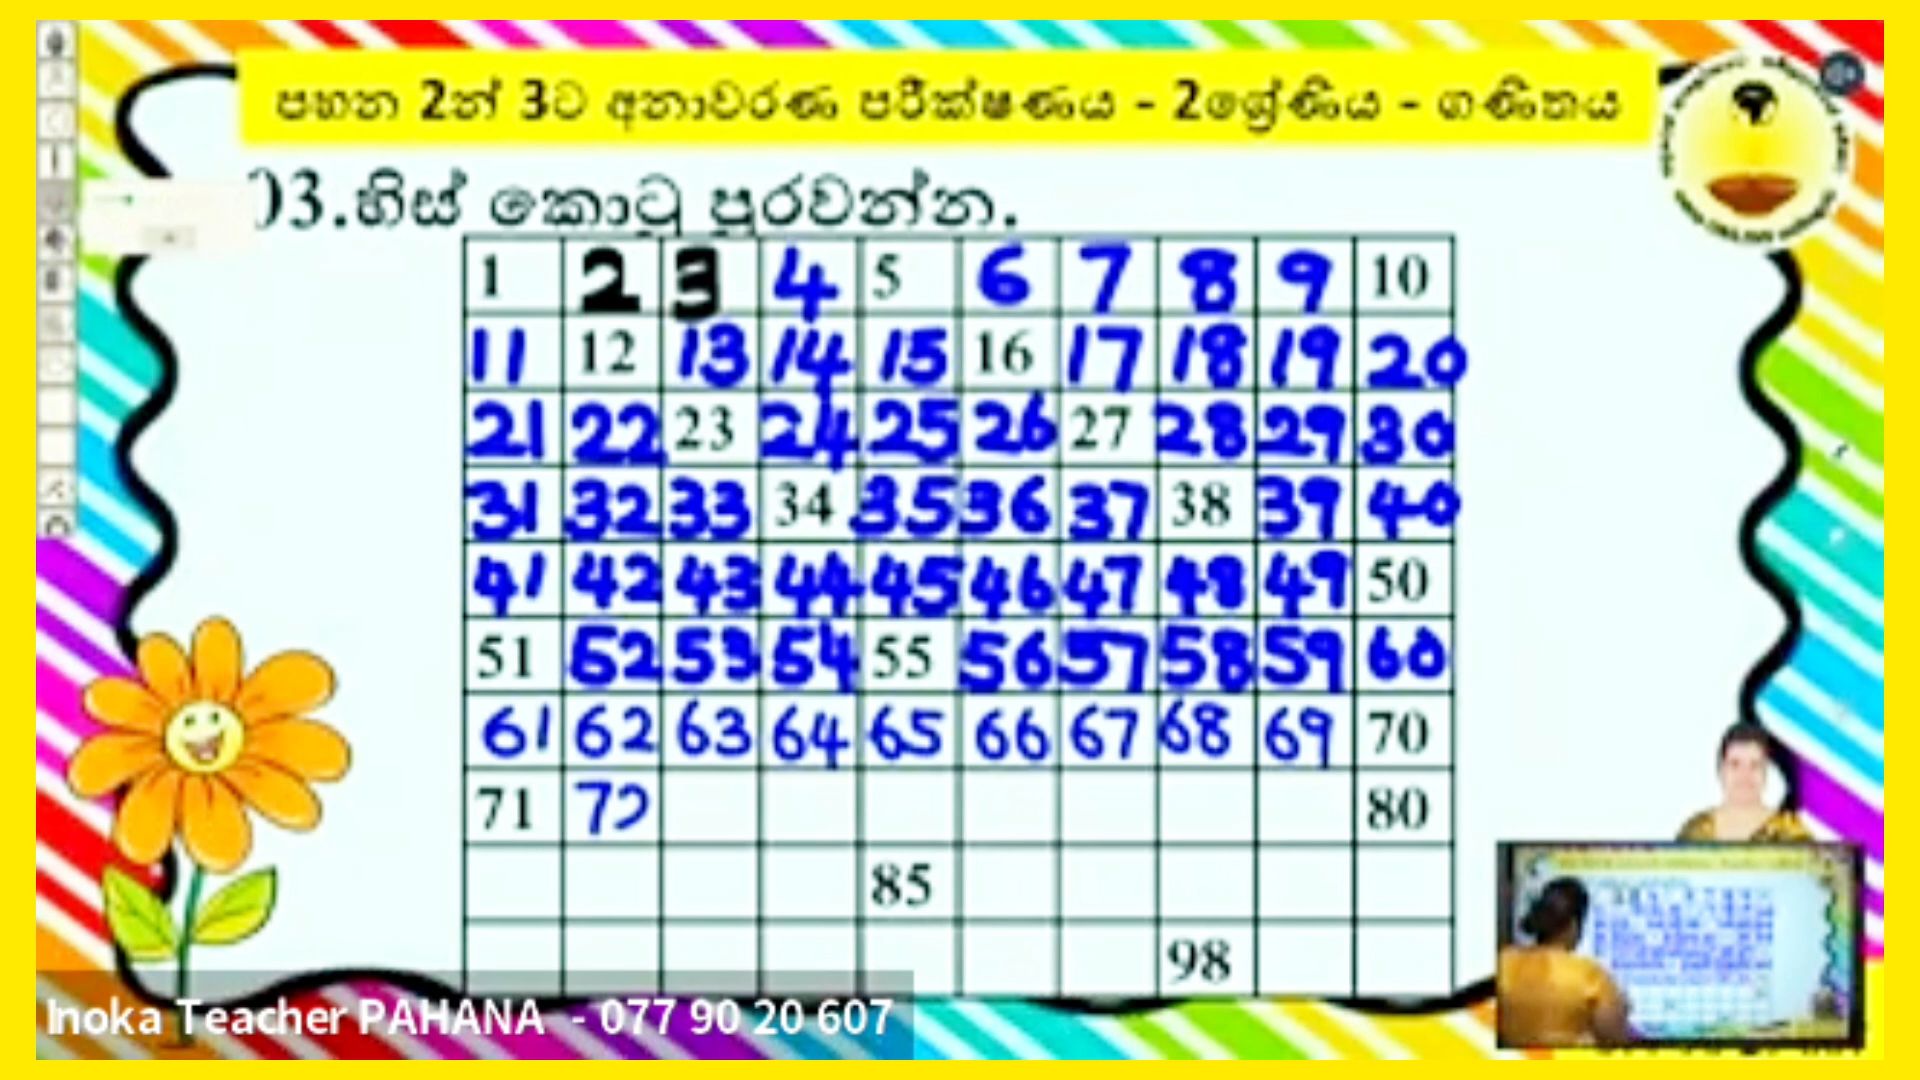 පහන 2න් 3ට අනාවරණ පරීක්ෂණය - 2ශ්‍රේණිය - ගණිතය
03.හිස් කොටු පුරවන්න.
1 2 3 4 5 6 7 8 9 10
11 12 13 14 15 16 17 18 19 20
21 22 23 24 25 26 27 28 29 30
31 32 33 34 35 36 37 38 39 40
41 42 43 44 45 46 47 48 49 50
51 52 53 54 55 56 57 58 59 60
61 62 63 64 65 66 67 68 69 70
71 72 80
85
98
Inoka Teacher PAHANA - 077 90 20 607